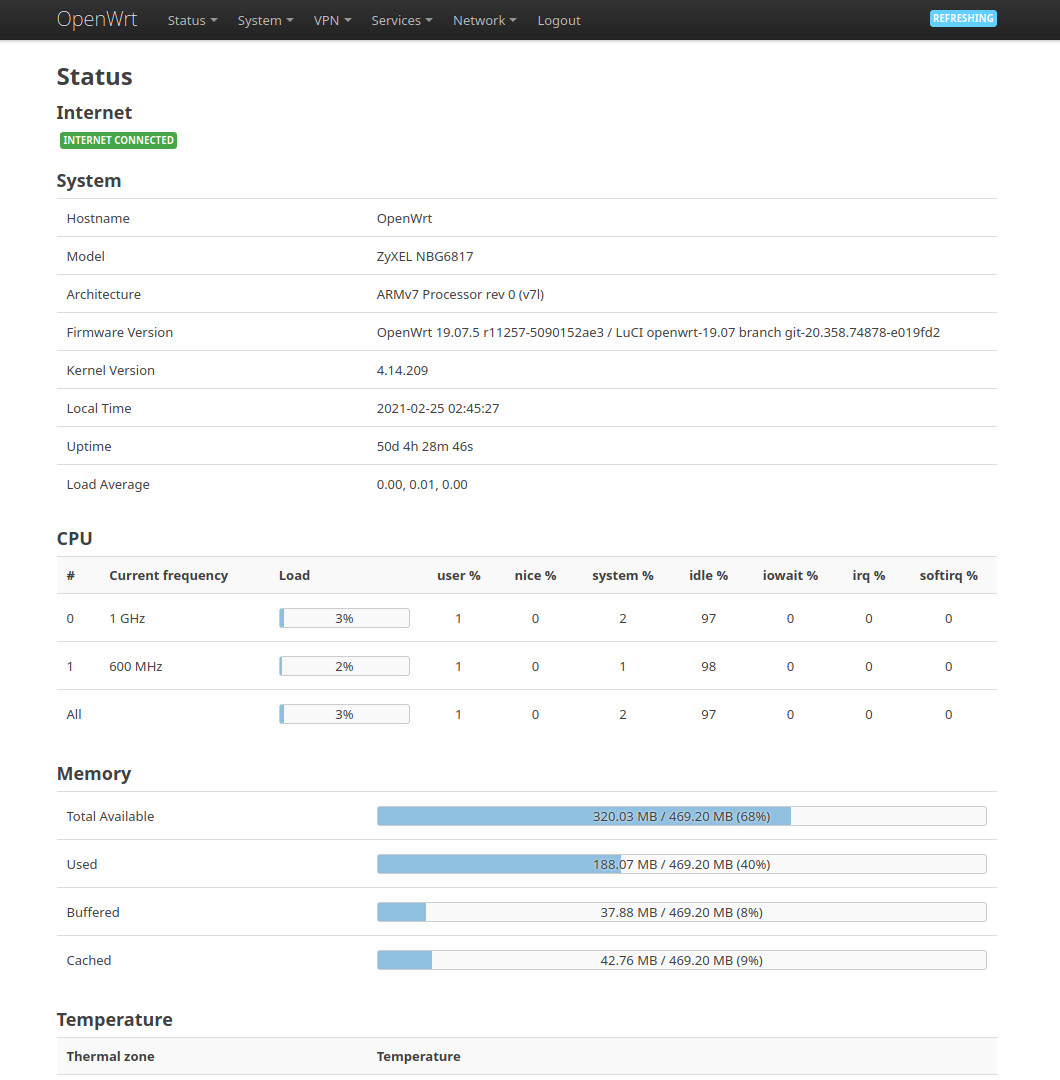 OpenWrt Status System VPN Services Network Logout REFRESHING
Status
Internet
INTERNET CONNECTED
System
Hostname OpenWrt
Model ZyXEL NBG6817
Architecture ARMv7 Processor rev 0 (v7l)
Firmware Version OpenWrt 19.07.5 r11257-5090152ae3 / LuCI openwrt-19.07 branch git-20.358.74878-e019fd2
Kernel Version 4.14.209
Local Time 2021-02-25 02:45:27
Uptime 50d 4h 28m 46s
Load Average 0.00, 0.01, 0.00
CPU
# Current frequency Load user % nice % system % idle % iowait % irq % softirq %
0 1 GHz 3% 1 0 2 97 0 0 0
1 600 MHz 2% 1 0 1 98 0 0 0
All 3% 1 0 2 97 0 0 0
Memory
Total Available 320.03 MB / 469.20 MB (68%)
Used 188.07 MB / 469.20 MB (40%)
Buffered 37.88 MB / 469.20 MB (8%)
Cached 42.76 MB / 469.20 MB (9%)
Temperature
Thermal zone Temperature